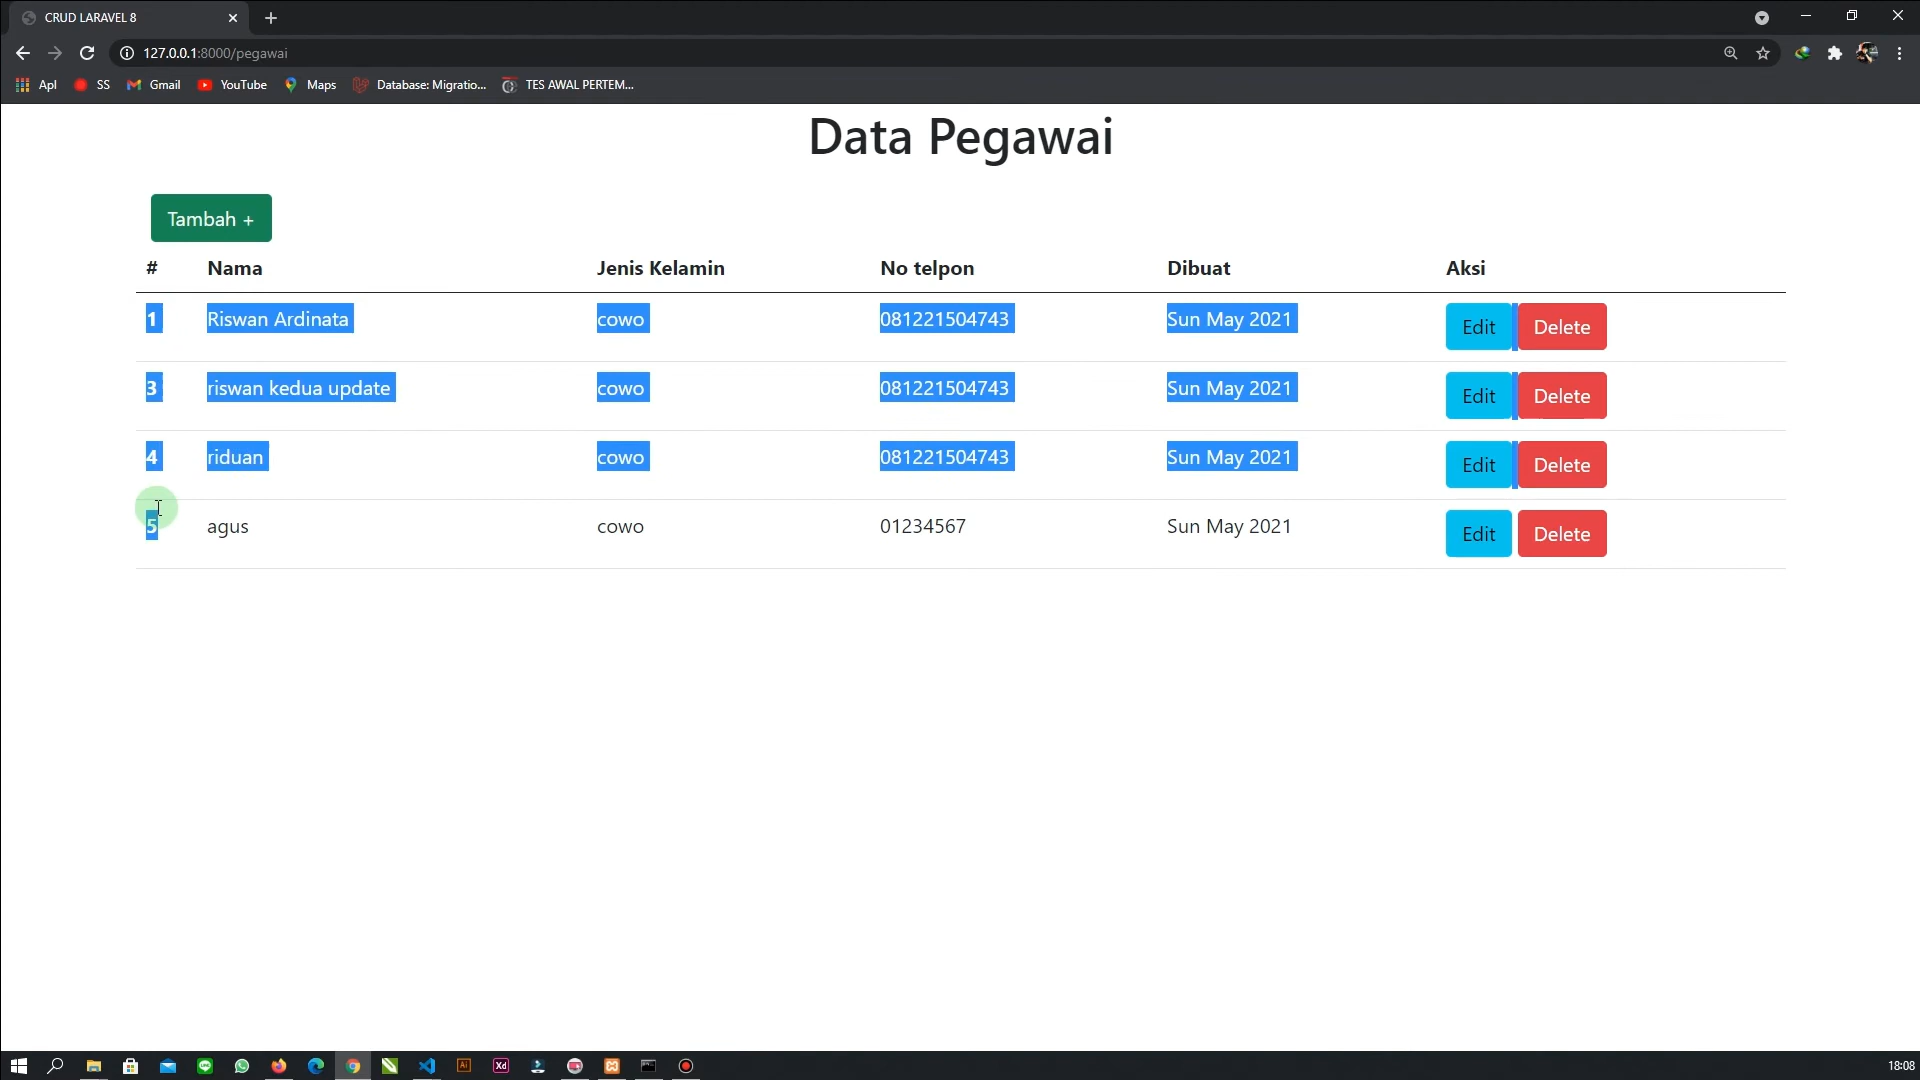 CRUD LARAVEL 8
127.0.0.1:8000/pegawai
Apl SS Gmail YouTube Maps Database: Migratio... TES AWAL PERTEM...
Data Pegawai
Tambah +
# Nama Jenis Kelamin No telpon Dibuat Aksi
1 Riswan Ardinata cowo 081221504743 Sun May 2021 Edit Delete
3 riswan kedua update cowo 081221504743 Sun May 2021 Edit Delete
4 riduan cowo 081221504743 Sun May 2021 Edit Delete
5 agus cowo 01234567 Sun May 2021 Edit Delete
Ai Xd
18:08